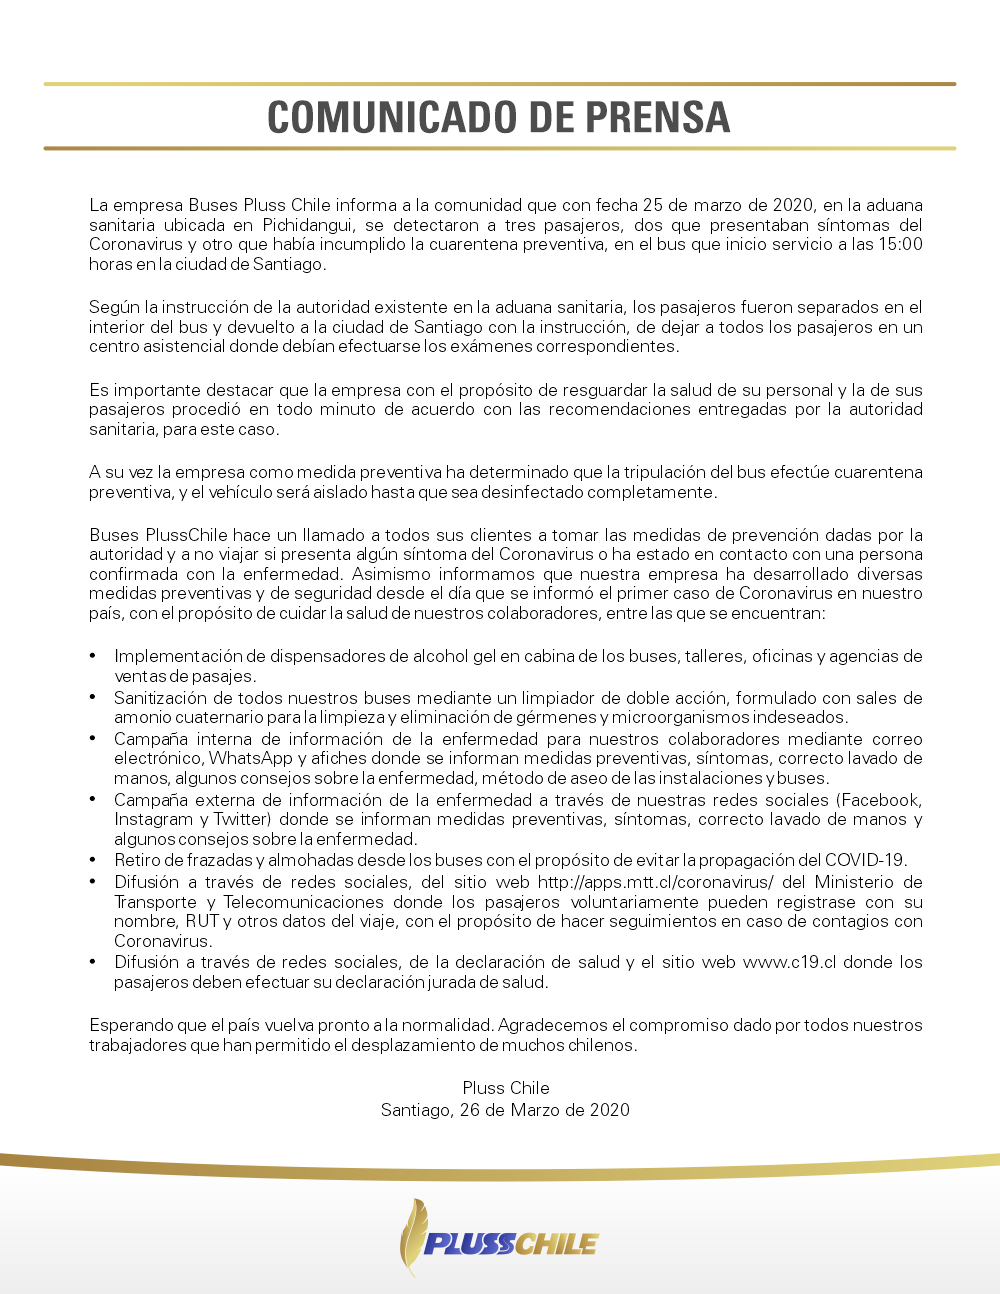 COMUNICADO DE PRENSA
La empresa Buses Pluss Chile informa a la comunidad que con fecha 25 de marzo de 2020, en la aduana
sanitaria ubicada en Pichidangui, se detectaron a tres pasajeros, dos que presentaban síntomas del
Coronavirus y otro que había incumplido la cuarentena preventiva, en el bus que inicio servicio a las 15:00
horas en la ciudad de Santiago.
Según la instrucción de la autoridad existente en la aduana sanitaria, los pasajeros fueron separados en el
interior del bus y devuelto a la ciudad de Santiago con la instrucción, de dejar a todos los pasajeros en un
centro asistencial donde debían efectuarse los exámenes correspondientes.
Es importante destacar que la empresa con el propósito de resguardar la salud de su personal y la de sus
pasajeros procedió en todo minuto de acuerdo con las recomendaciones entregadas por la autoridad
sanitaria, para este caso.
A su vez la empresa como medida preventiva ha determinado que la tripulación del bus efectúe cuarentena
preventiva, y el vehículo será aislado hasta que sea desinfectado completamente.
Buses PlussChile hace un llamado a todos sus clientes a tomar las medidas de prevención dadas por la
autoridad y a no viajar si presenta algún síntoma del Coronavirus o ha estado en contacto con una persona
confirmada con la enfermedad. Asimismo informamos que nuestra empresa ha desarrollado diversas
medidas preventivas y de seguridad desde el día que se informó el primer caso de Coronavirus en nuestro
país, con el propósito de cuidar la salud de nuestros colaboradores, entre las que se encuentran:
• Implementación de dispensadores de alcohol gel en cabina de los buses, talleres, oficinas y agencias de
ventas de pasajes.
• Sanitización de todos nuestros buses mediante un limpiador de doble acción, formulado con sales de
amonio cuaternario para la limpieza y eliminación de gérmenes y microorganismos indeseados.
• Campaña interna de información de la enfermedad para nuestros colaboradores mediante correo
electrónico, WhatsApp y afiches donde se informan medidas preventivas, síntomas, correcto lavado de
manos, algunos consejos sobre la enfermedad, método de aseo de las instalaciones y buses.
• Campaña externa de información de la enfermedad a través de nuestras redes sociales (Facebook,
Instagram y Twitter) donde se informan medidas preventivas, síntomas, correcto lavado de manos y
algunos consejos sobre la enfermedad.
• Retiro de frazadas y almohadas desde los buses con el propósito de evitar la propagación del COVID-19.
• Difusión a través de redes sociales, del sitio web http://apps.mtt.cl/coronavirus/ del Ministerio de
Transporte y Telecomunicaciones donde los pasajeros voluntariamente pueden registrase con su
nombre, RUT y otros datos del viaje, con el propósito de hacer seguimientos en caso de contagios con
Coronavirus.
• Difusión a través de redes sociales, de la declaración de salud y el sitio web www.c19.cl donde los
pasajeros deben efectuar su declaración jurada de salud.
Esperando que el país vuelva pronto a la normalidad. Agradecemos el compromiso dado por todos nuestros
trabajadores que han permitido el desplazamiento de muchos chilenos.
Pluss Chile
Santiago, 26 de Marzo de 2020
PLUSSCHILE